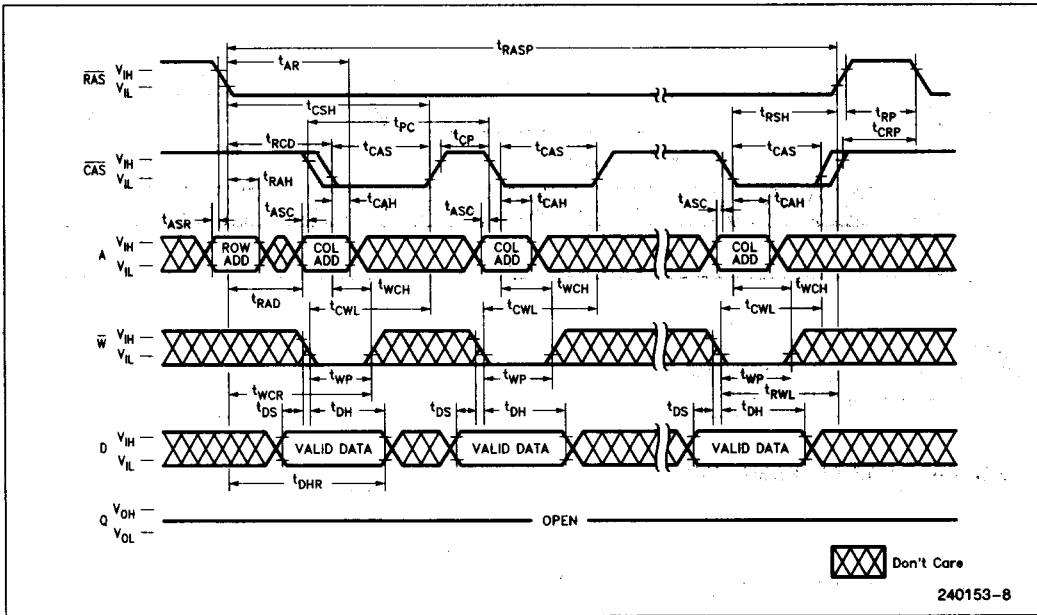 tRASP
tAR
RAS VIH
VIL
tCSH
tPC
tRSH
tRP
tCRP
tRCD
tCAS
tCP
tCAS
tCAS
CAS VIH
VIL
tRAH
tASR
tASC
tCAH
tASC
tCAH
tASC
tCAH
A VIH
VIL
ROW ADD
COL ADD
COL ADD
COL ADD
tRAD
tWCH
tCWL
tWCH
tCWL
tWCH
tCWL
W VIH
VIL
tWP
tWP
tWP
tWCR
tRWL
tDS
tDH
tDS
tDH
tDS
tDH
D VIH
VIL
VALID DATA
VALID DATA
VALID DATA
tDHR
Q VOH
VOL
OPEN
Don't Care
240153-8